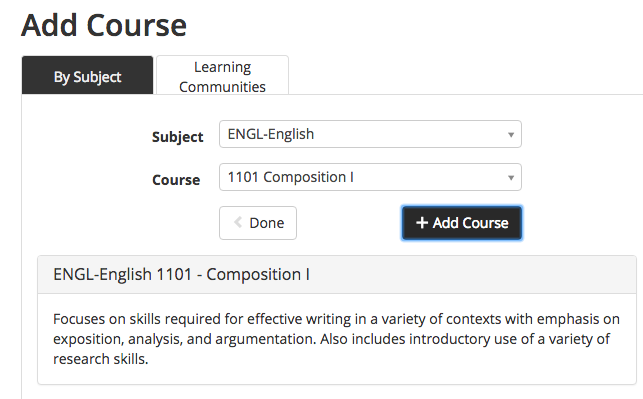 Add Course
By Subject
Learning
Communities
Subject
ENGL-English
Course
1101 Composition I
Done
+ Add Course
ENGL-English 1101 - Composition I
Focuses on skills required for effective writing in a variety of contexts with emphasis on
exposition, analysis, and argumentation. Also includes introductory use of a variety of
research skills.